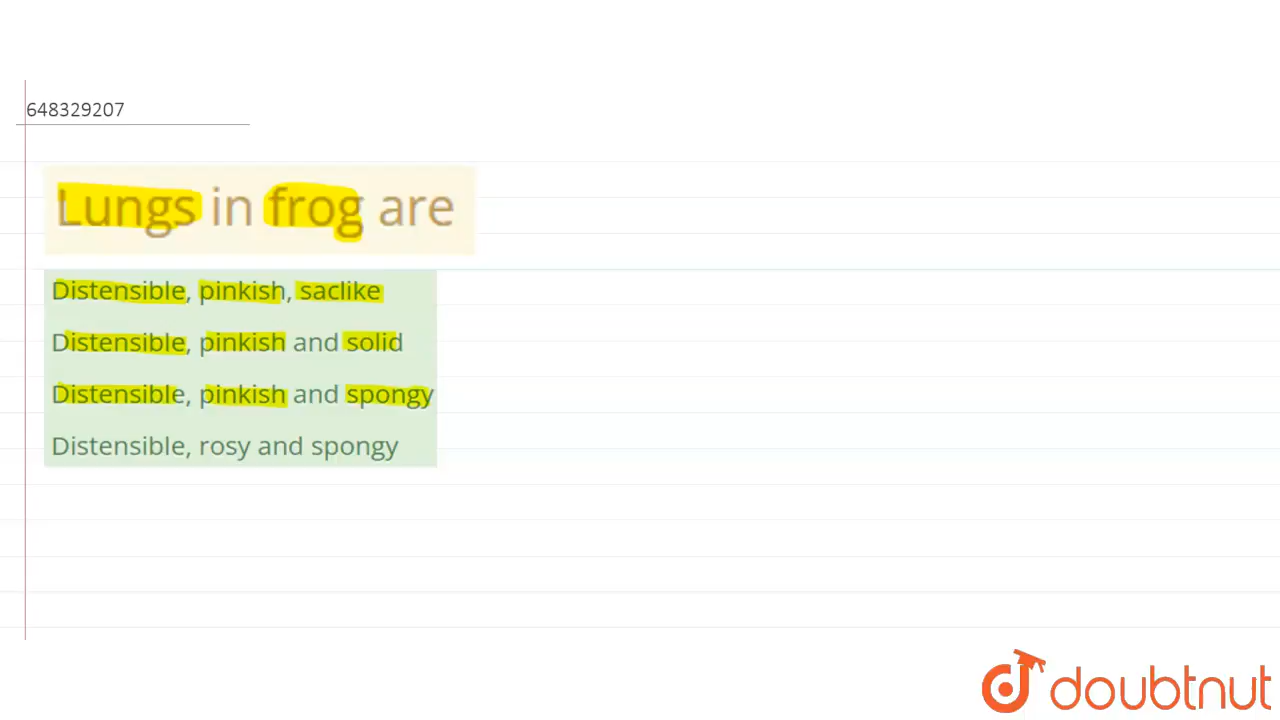 648329207
Lungs in frog are
Distensible, pinkish, saclike
Distensible, pinkish and solid
Distensible, pinkish and spongy
Distensible, rosy and spongy
doubtnut